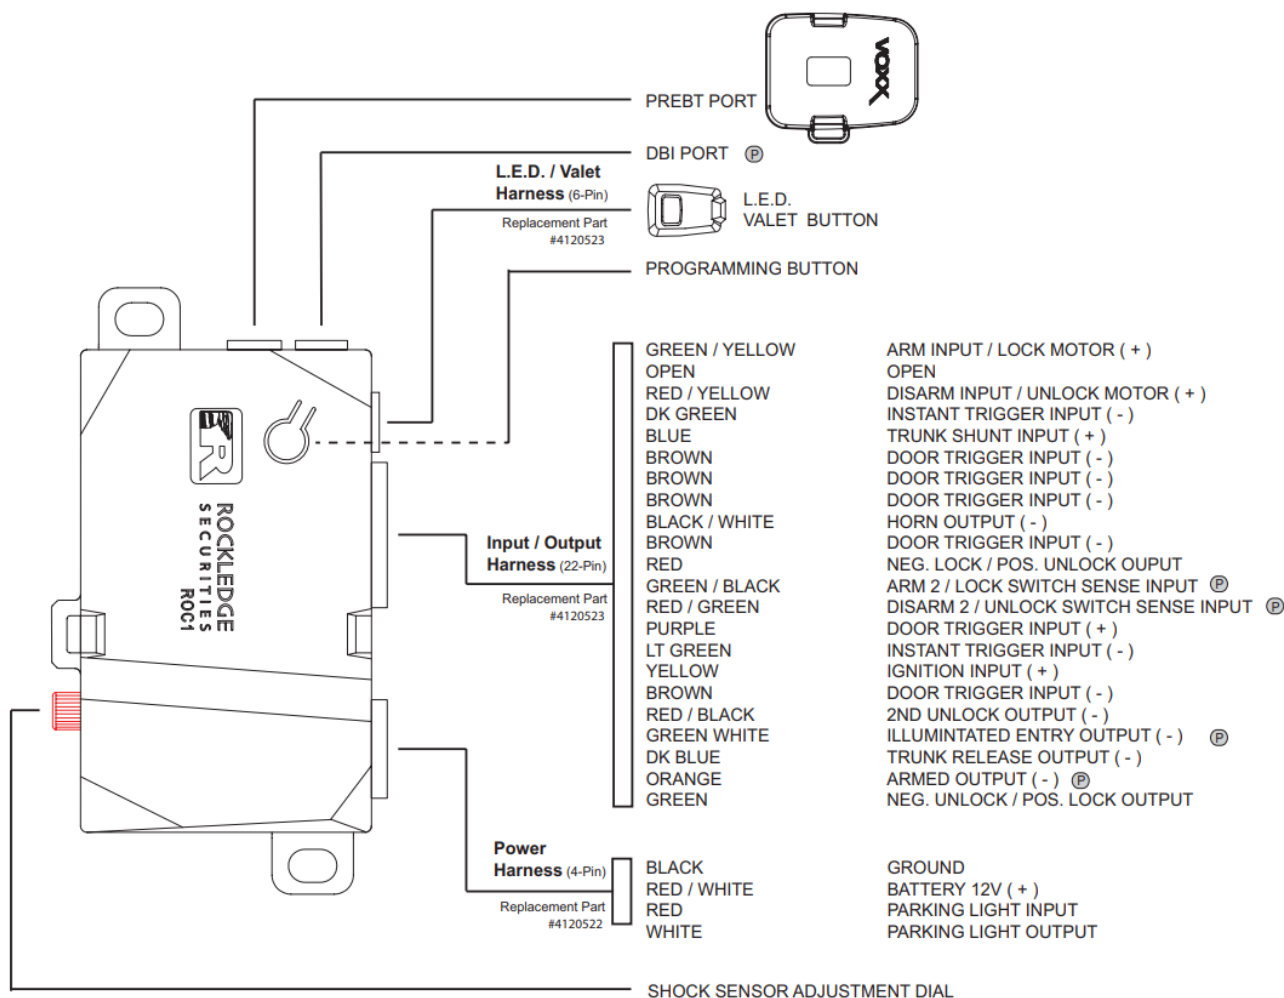 VOXX
PREBT PORT
DBI PORT P
L.E.D. / Valet
Harness (6-Pin)
Replacement Part
#4120523
L.E.D.
VALET BUTTON
PROGRAMMING BUTTON
R
ROCKLEDGE
SECURITIES
ROC1
Input / Output
Harness (22-Pin)
Replacement Part
#4120523
GREEN / YELLOW ARM INPUT / LOCK MOTOR ( + )
OPEN OPEN
RED / YELLOW DISARM INPUT / UNLOCK MOTOR ( + )
DK GREEN INSTANT TRIGGER INPUT ( - )
BLUE TRUNK SHUNT INPUT ( + )
BROWN DOOR TRIGGER INPUT ( - )
BROWN DOOR TRIGGER INPUT ( - )
BROWN DOOR TRIGGER INPUT ( - )
BLACK / WHITE HORN OUTPUT ( - )
BROWN DOOR TRIGGER INPUT ( - )
RED NEG. LOCK / POS. UNLOCK OUPUT
GREEN / BLACK ARM 2 / LOCK SWITCH SENSE INPUT P
RED / GREEN DISARM 2 / UNLOCK SWITCH SENSE INPUT P
PURPLE DOOR TRIGGER INPUT ( + )
LT GREEN INSTANT TRIGGER INPUT ( - )
YELLOW IGNITION INPUT ( + )
BROWN DOOR TRIGGER INPUT ( - )
RED / BLACK 2ND UNLOCK OUTPUT ( - )
GREEN WHITE ILLUMINTATED ENTRY OUTPUT ( - ) P
DK BLUE TRUNK RELEASE OUTPUT ( - )
ORANGE ARMED OUTPUT ( - ) P
GREEN NEG. UNLOCK / POS. LOCK OUTPUT
Power
Harness (4-Pin)
Replacement Part
#4120522
BLACK GROUND
RED / WHITE BATTERY 12V ( + )
RED PARKING LIGHT INPUT
WHITE PARKING LIGHT OUTPUT
SHOCK SENSOR ADJUSTMENT DIAL